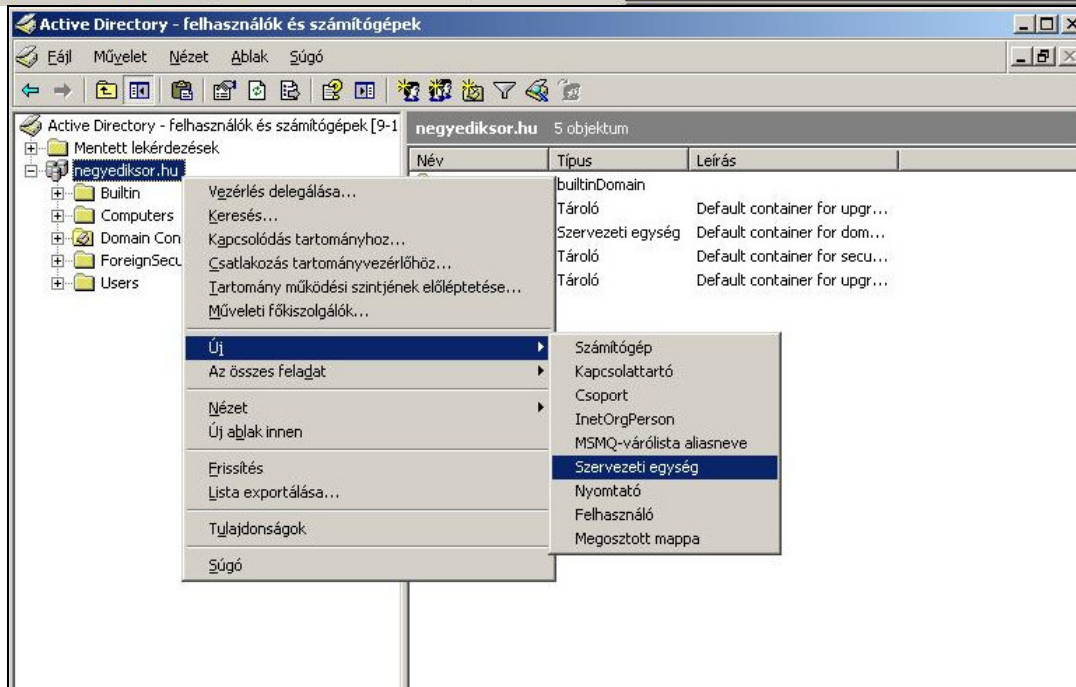 Active Directory - felhasználók és számítógépek
Fájl Művelet Nézet Ablak Súgó
Active Directory - felhasználók és számítógépek [9-1
Mentett lekérdezések
negyediksor.hu
Builtin
Computers
Domain Con
ForeignSecu
Users
negyediksor.hu 5 objektum
Név Típus Leírás
builtinDomain
Tároló Default container for upgr...
Szervezeti egység Default container for dom...
Tároló Default container for secu...
Tároló Default container for upgr...
Vezérlés delegálása...
Keresés...
Kapcsolódás tartományhoz...
Csatlakozás tartományvezérlőhöz...
Tartomány működési szintjének előléptetése...
Műveleti főkiszolgálók...
Új
Az összes feladat
Nézet
Új ablak innen
Frissítés
Lista exportálása...
Tulajdonságok
Súgó
Számítógép
Kapcsolattartó
Csoport
InetOrgPerson
MSMQ-várólista aliasneve
Szervezeti egység
Nyomtató
Felhasználó
Megosztott mappa